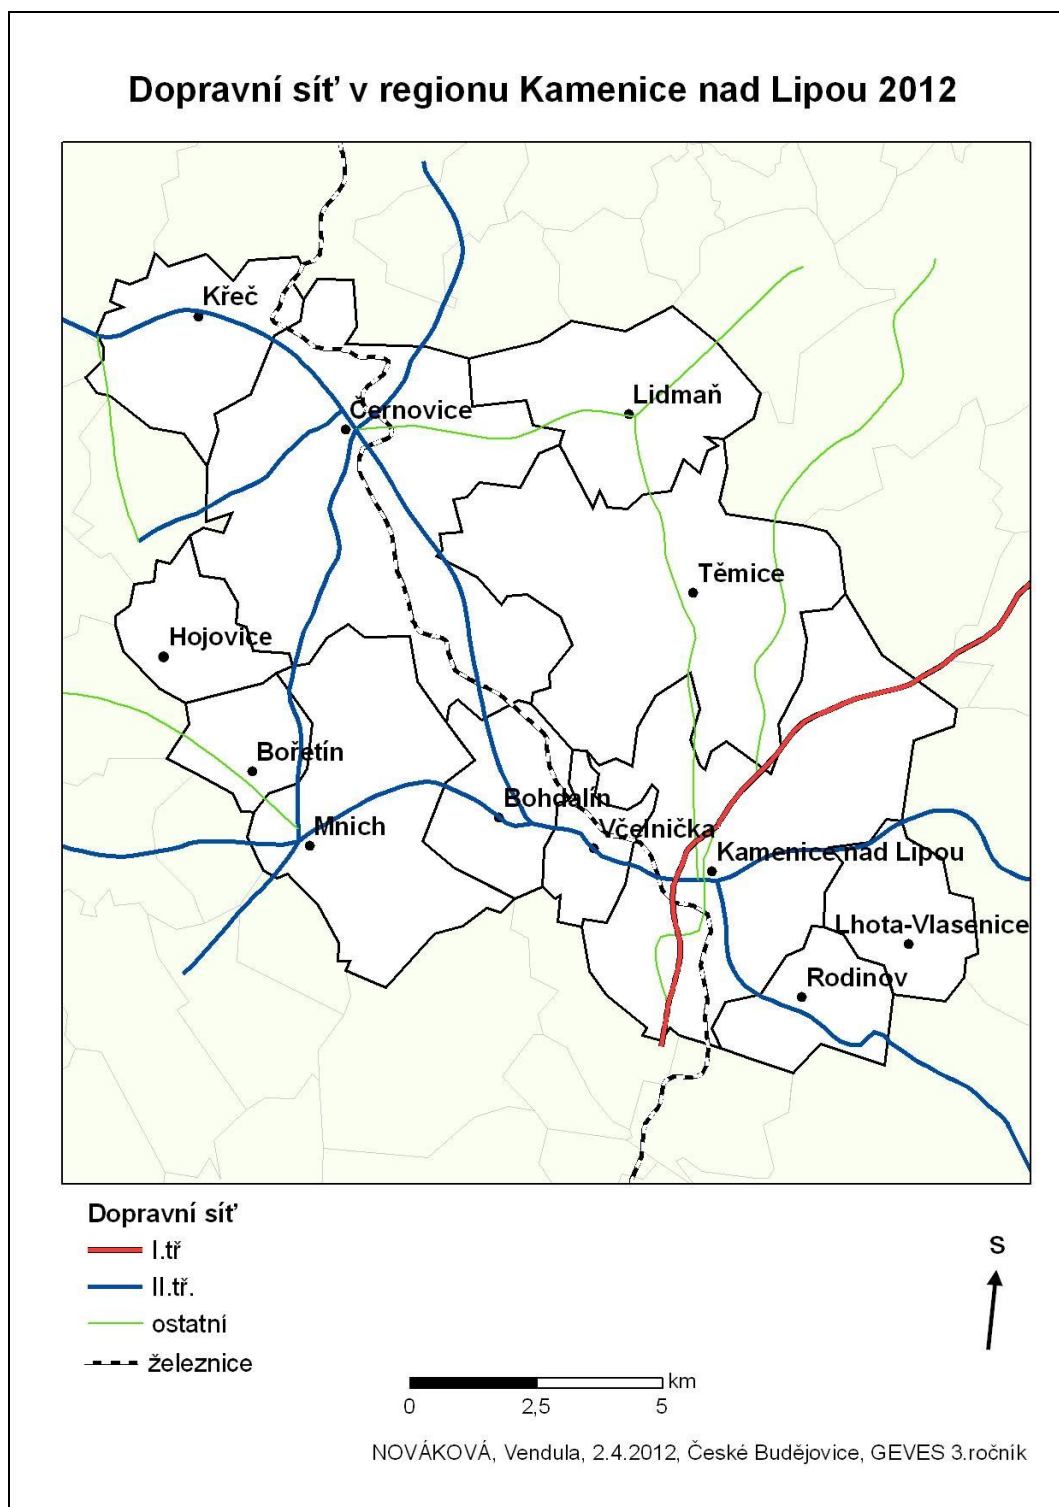 Dopravní síť v regionu Kamenice nad Lipou 2012
Křeč
Lidmaň
Černovice
Těmice
Hojovice
Bořetín
Bohdalín
Mnich
Včelnička
Kamenice nad Lipou
Lhota-Vlasenice
Rodinov
Dopravní síť
I.tř
II.tř.
ostatní
železnice
S
km
0 2,5 5
NOVÁKOVÁ, Vendula, 2.4.2012, České Budějovice, GEVES 3.ročník